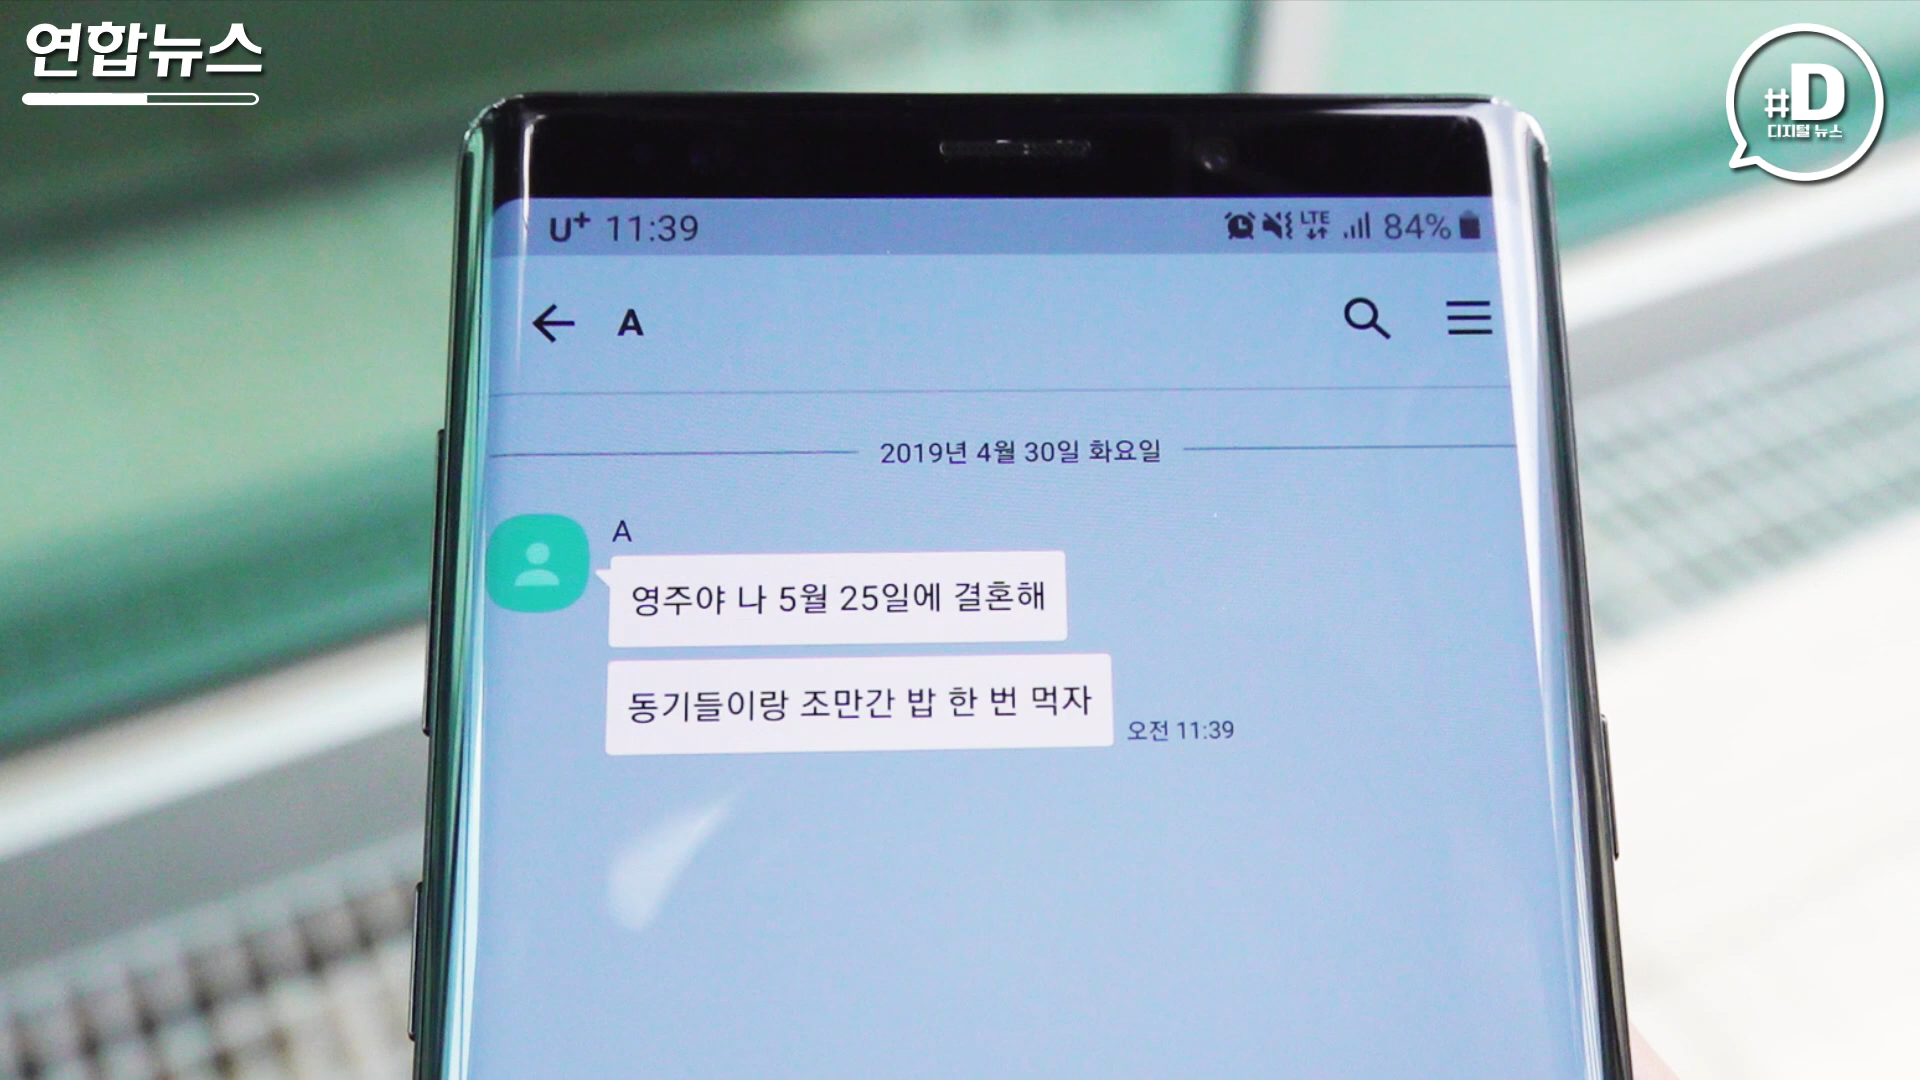 연합뉴스
#D
디지털 뉴스
U+ 11:39 LTE 84%
A
2019년 4월 30일 화요일
A
영주야 나 5월 25일에 결혼해
동기들이랑 조만간 밥 한 번 먹자
오전 11:39